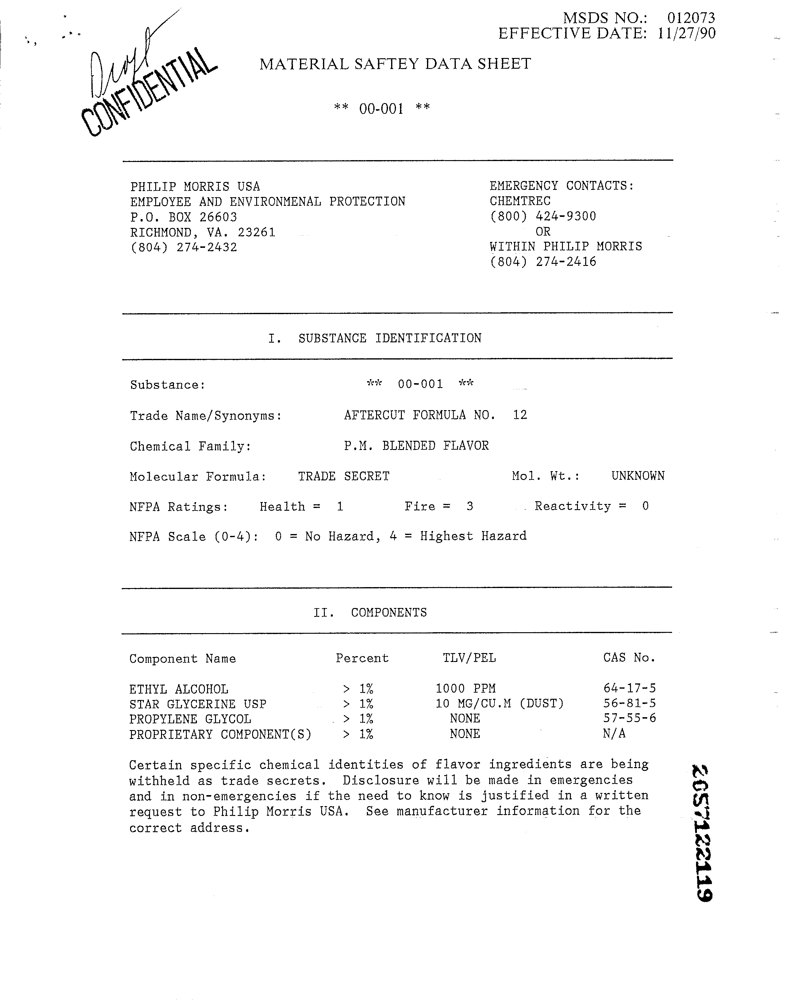 MSDS NO.: 012073
EFFECTIVE DATE: 11/27/90
Draft
CONFIDENTIAL
MATERIAL SAFTEY DATA SHEET
** 00-001 **
PHILIP MORRIS USA
EMPLOYEE AND ENVIRONMENAL PROTECTION
P.O. BOX 26603
RICHMOND, VA. 23261
(804) 274-2432
EMERGENCY CONTACTS:
CHEMTREC
(800) 424-9300
OR
WITHIN PHILIP MORRIS
(804) 274-2416
I. SUBSTANCE IDENTIFICATION
Substance: ** 00-001 **
Trade Name/Synonyms: AFTERCUT FORMULA NO. 12
Chemical Family: P.M. BLENDED FLAVOR
Molecular Formula: TRADE SECRET Mol. Wt.: UNKNOWN
NFPA Ratings: Health = 1 Fire = 3 Reactivity = 0
NFPA Scale (0-4): 0 = No Hazard, 4 = Highest Hazard
II. COMPONENTS
Component Name Percent TLV/PEL CAS No.
ETHYL ALCOHOL > 1% 1000 PPM 64-17-5
STAR GLYCERINE USP > 1% 10 MG/CU.M (DUST) 56-81-5
PROPYLENE GLYCOL > 1% NONE 57-55-6
PROPRIETARY COMPONENT(S) > 1% NONE N/A
Certain specific chemical identities of flavor ingredients are being
withheld as trade secrets. Disclosure will be made in emergencies
and in non-emergencies if the need to know is justified in a written
request to Philip Morris USA. See manufacturer information for the
correct address.
2057122119